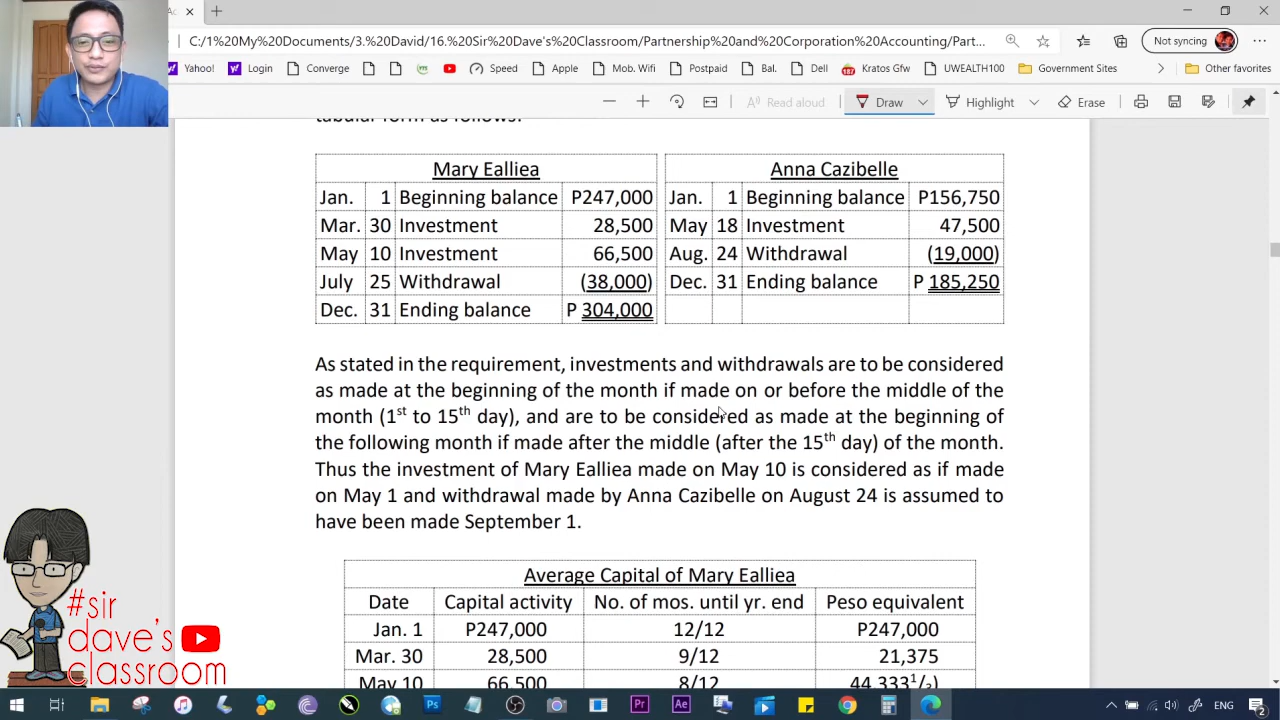 C:/1%20My%20Documents/3.%20David/16.%20Sir%20Dave's%20Classroom/Partnership%20and%20Corporation%20Accounting/Part...
Not syncing
Yahoo! Login Converge Speed Apple Mob. Wifi Postpaid Bal. Dell Kratos Gfw UWEALTH100 Government Sites Other favorites
Read aloud Draw Highlight Erase
tabular form as follows:
Mary Ealliea
Jan. 1 Beginning balance P247,000
Mar. 30 Investment 28,500
May 10 Investment 66,500
July 25 Withdrawal (38,000)
Dec. 31 Ending balance P 304,000
Anna Cazibelle
Jan. 1 Beginning balance P156,750
May 18 Investment 47,500
Aug. 24 Withdrawal (19,000)
Dec. 31 Ending balance P 185,250
As stated in the requirement, investments and withdrawals are to be considered
as made at the beginning of the month if made on or before the middle of the
month (1st to 15th day), and are to be considered as made at the beginning of
the following month if made after the middle (after the 15th day) of the month.
Thus the investment of Mary Ealliea made on May 10 is considered as if made
on May 1 and withdrawal made by Anna Cazibelle on August 24 is assumed to
have been made September 1.
Average Capital of Mary Ealliea
Date Capital activity No. of mos. until yr. end Peso equivalent
Jan. 1 P247,000 12/12 P247,000
Mar. 30 28,500 9/12 21,375
May 10 66,500 8/12 44,333 1/3)
#sir
dave's
classroom
Ps Pr Ae
ENG 2